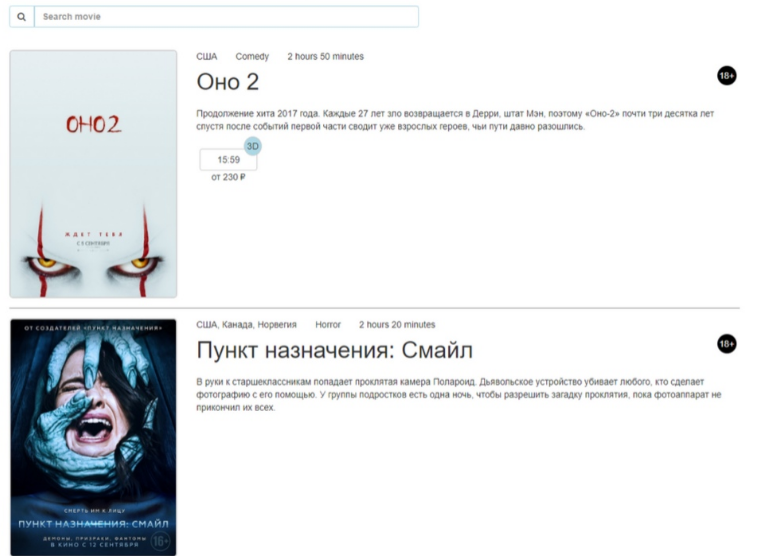 Search movie
США Comedy 2 hours 50 minutes
Оно 2
18+
Продолжение хита 2017 года. Каждые 27 лет зло возвращается в Дерри, штат Мэн, поэтому «Оно-2» почти три десятка лет
спустя после событий первой части сводит уже взрослых героев, чьи пути давно разошлись.
3D
15:59
от 230 ₽
ОНО2
ЖДЕТ ТЕБЯ
С 5 СЕНТЯБРЯ
США, Канада, Норвегия Horror 2 hours 20 minutes
Пункт назначения: Смайл
18+
В руки к старшеклассникам попадает проклятая камера Полароид. Дьявольское устройство убивает любого, кто сделает
фотографию с его помощью. У группы подростков есть одна ночь, чтобы разрешить загадку проклятия, пока фотоаппарат не
прикончил их всех.
ОТ СОЗДАТЕЛЕЙ «ПУНКТ НАЗНАЧЕНИЯ»
СМЕРТЬ ИМ К ЛИЦУ
ПУНКТ НАЗНАЧЕНИЯ: СМАЙЛ
ДЕМОНЫ, ПРИЗРАКИ, ФАНТОМЫ
В КИНО С 12 СЕНТЯБРЯ
16+